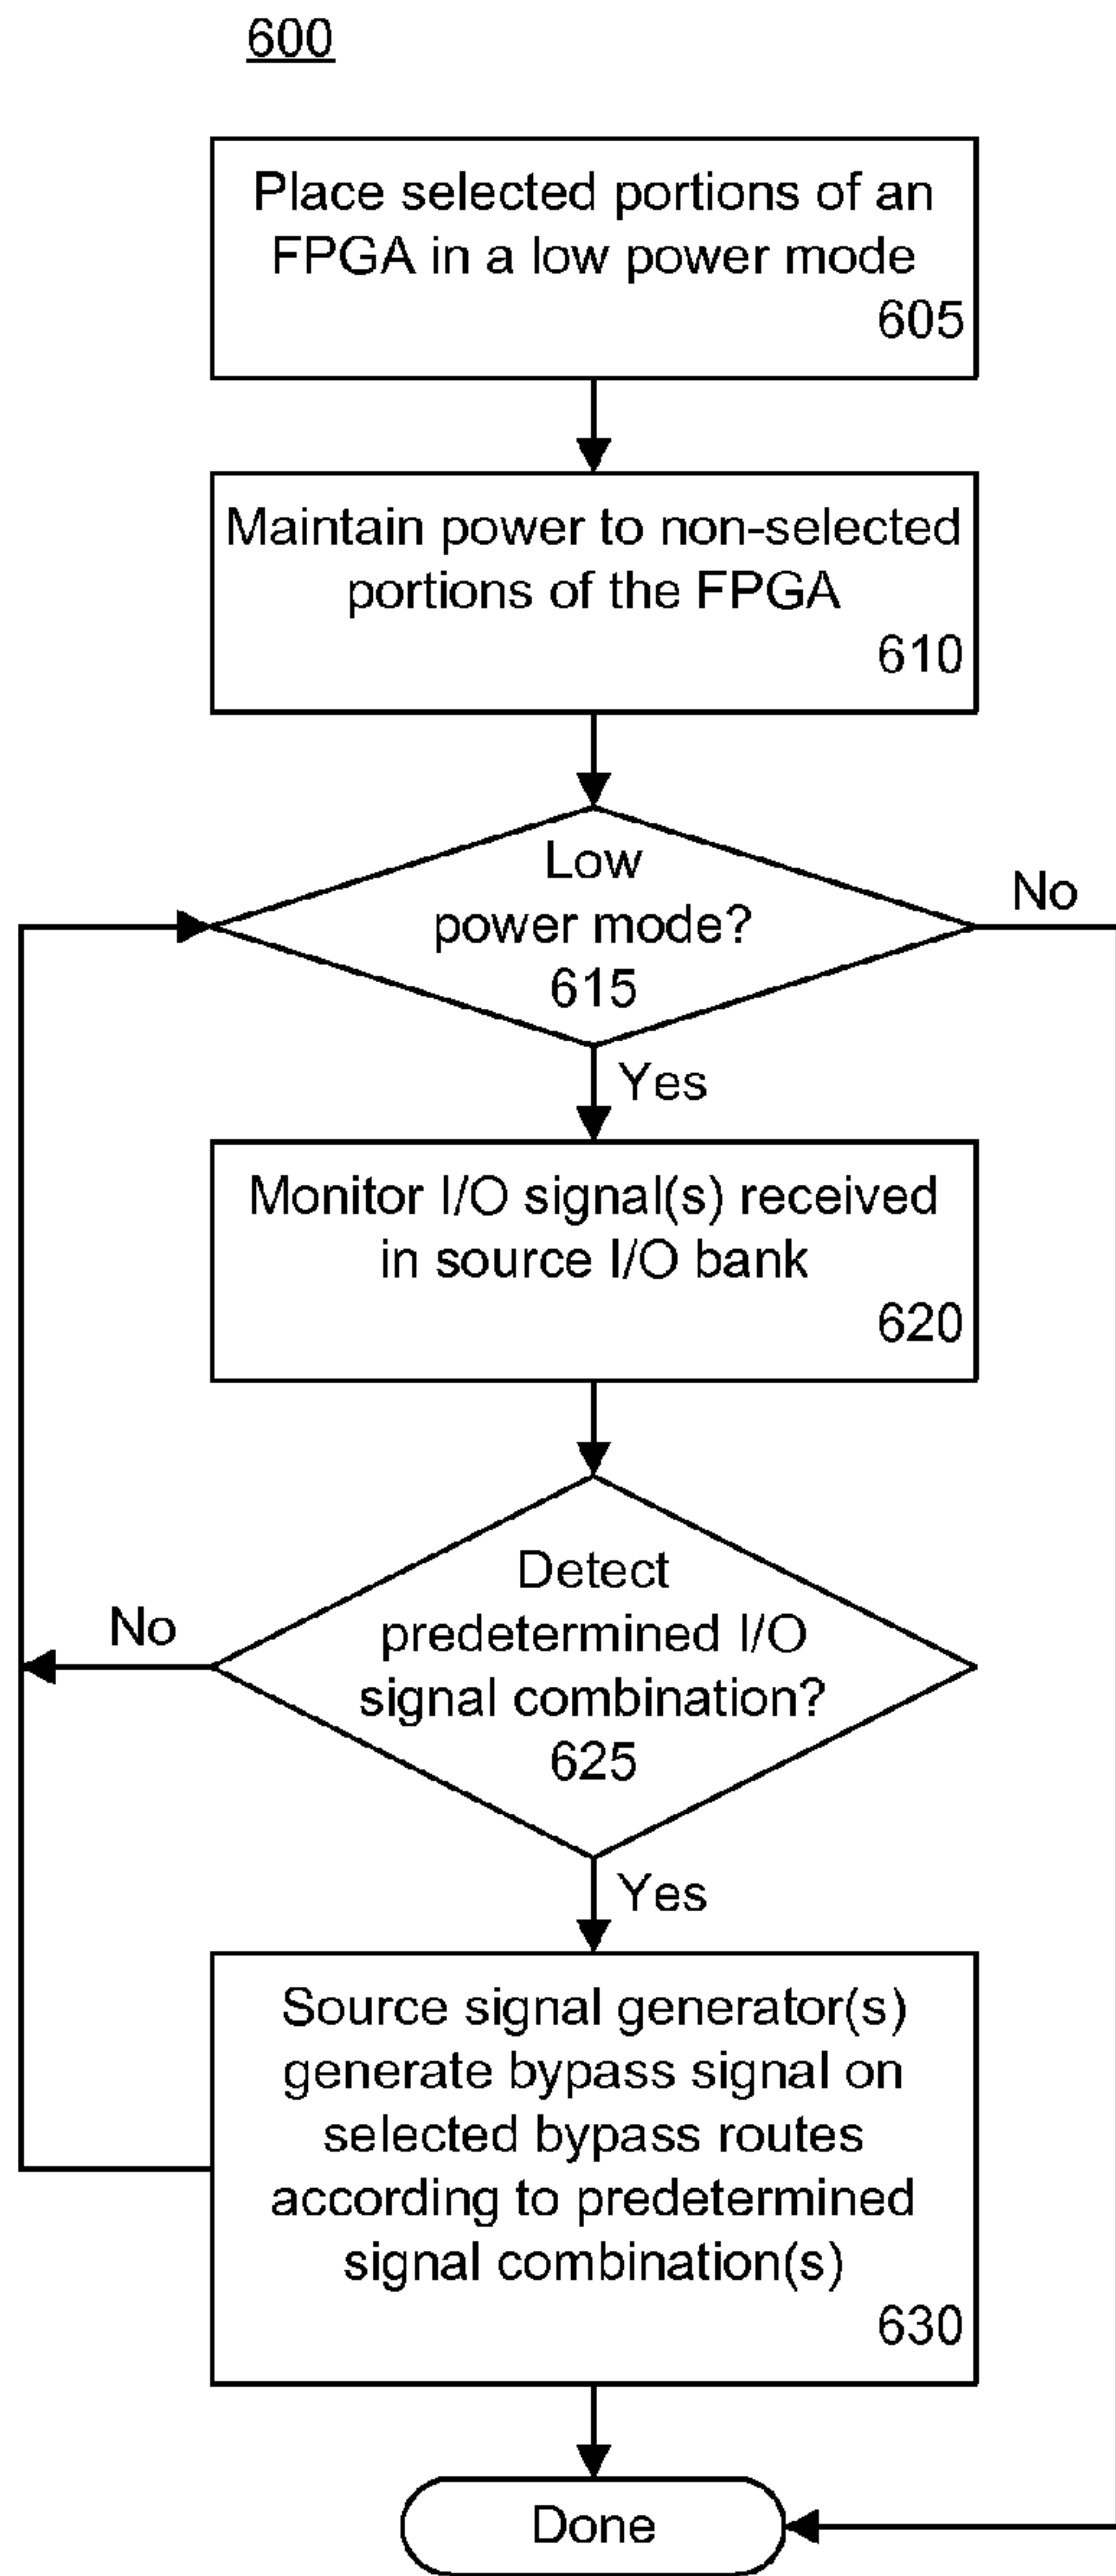 600
Place selected portions of an
FPGA in a low power mode
605
Maintain power to non-selected
portions of the FPGA
610
Low
power mode?
615
No
Yes
Monitor I/O signal(s) received
in source I/O bank
620
Detect
predetermined I/O
signal combination?
625
No
Yes
Source signal generator(s)
generate bypass signal on
selected bypass routes
according to predetermined
signal combination(s)
630
Done